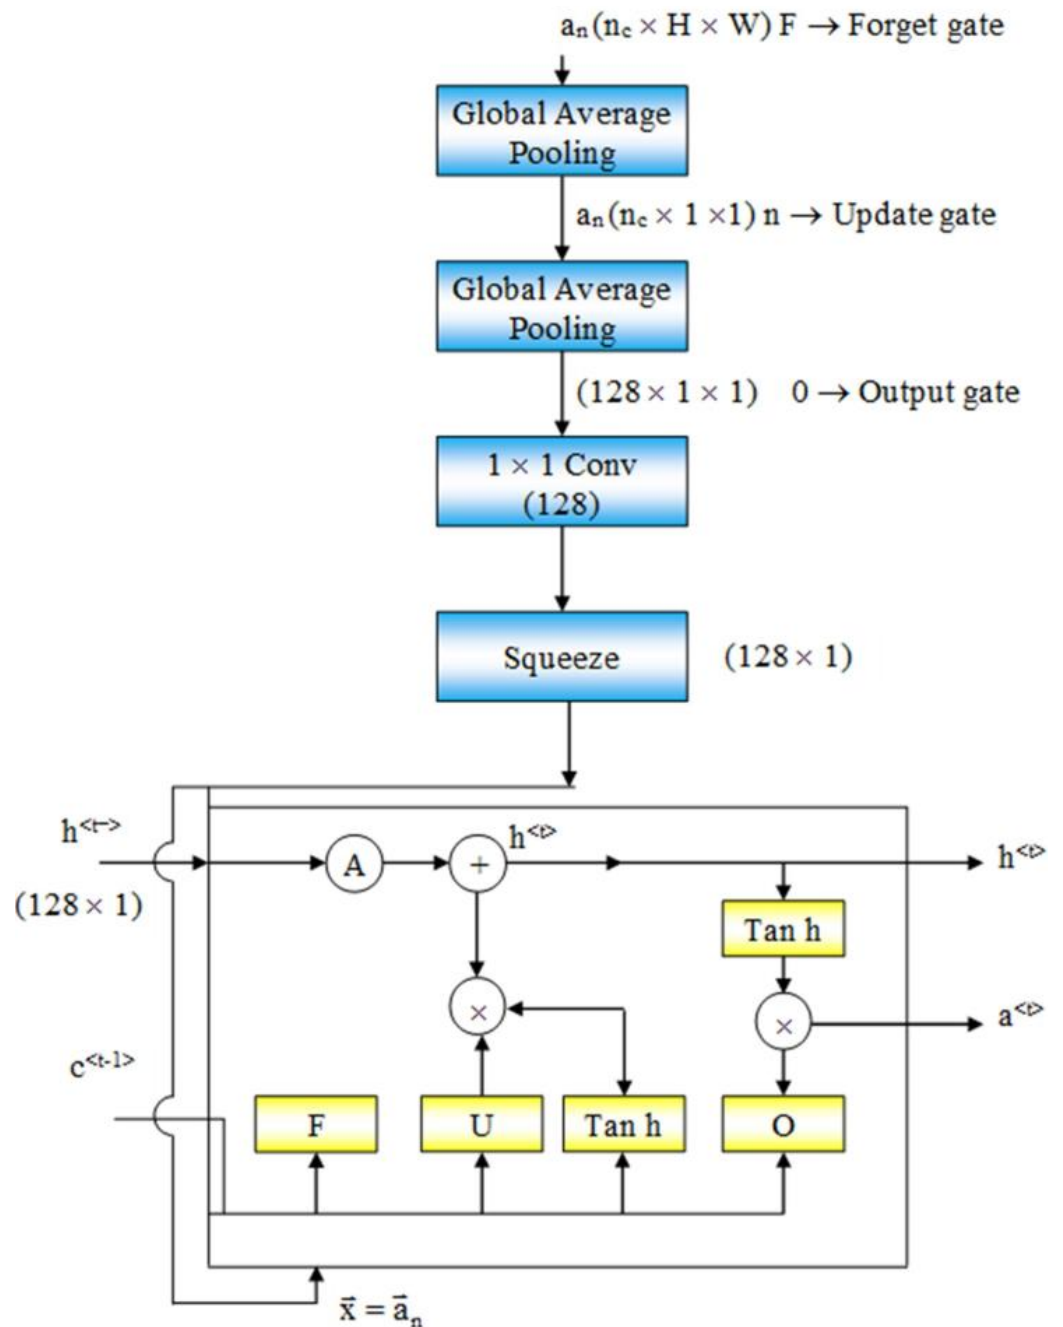 aₙ(n꜀ × H × W) F → Forget gate
Global Average
Pooling
aₙ(n꜀ × 1 ×1) n → Update gate
Global Average
Pooling
(128 × 1 × 1) 0 → Output gate
1 × 1 Conv
(128)
Squeeze
(128 × 1)
h<t-> 
(128 × 1)
A
+
h<t>
h<t>
Tan h
×
×
a<t>
c<t-1>
F
U
Tan h
O
x⃗ = a⃗ₙ